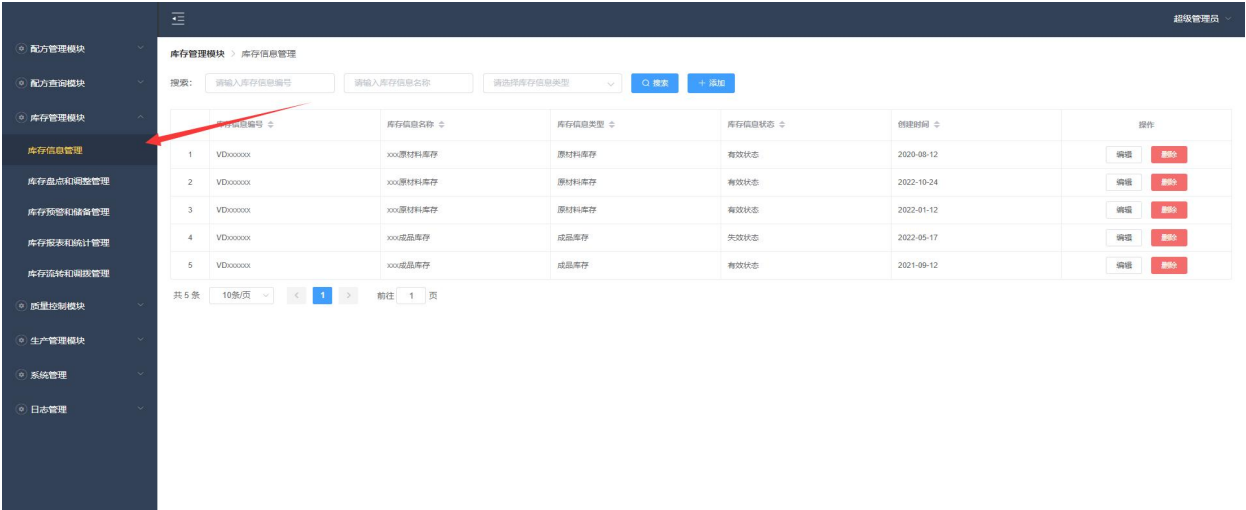 超级管理员
配方管理模块
配方查询模块
库存管理模块
库存信息管理
库存盘点和调整管理
库存预警和储备管理
库存报表和统计管理
库存流转和调拨管理
质量控制模块
生产管理模块
系统管理
日志管理
库存管理模块 > 库存信息管理
搜索: 请输入库存信息编号 请输入库存信息名称 请选择库存信息类型 搜索 + 添加
库存信息编号 库存信息名称 库存信息类型 库存信息状态 创建时间 操作
1 VDxxxxxx xxx原材料库存 原材料库存 有效状态 2020-08-12 编辑 删除
2 VDxxxxxx xxx原材料库存 原材料库存 有效状态 2022-10-24 编辑 删除
3 VDxxxxxx xxx原材料库存 原材料库存 有效状态 2022-01-12 编辑 删除
4 VDxxxxxx xxx成品库存 成品库存 失效状态 2022-05-17 编辑 删除
5 VDxxxxxx xxx成品库存 成品库存 有效状态 2021-09-12 编辑 删除
共 5 条 10条/页 < 1 > 前往 1 页